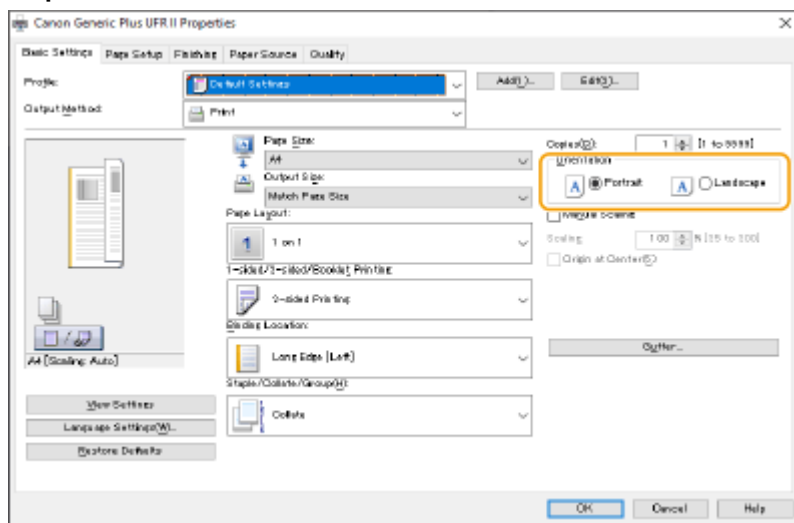 Canon Generic Plus UFR II Properties
Basic Settings Page Setup Finishing Paper Source Quality
Profile: Default Settings Add(1)... Edit(2)...
Output Method: Print
Page Size: Copies(Q): 1 [1 to 9999]
A4 Orientation
Output Size: A Portrait A Landscape
Match Page Size
Page Layout: Manual Scaling
1 1 on 1 Scaling: 100 % [25 to 200]
1-sided/2-sided/Booklet Printing: Origin at Center(5)
2-sided Printing
Binding Location:
A4 [Scaling: Auto] Long Edge [Left] Gutter...
Staple/Collate/Group(H):
View Settings Collate
Language Settings(W)...
Restore Defaults
OK Cancel Help